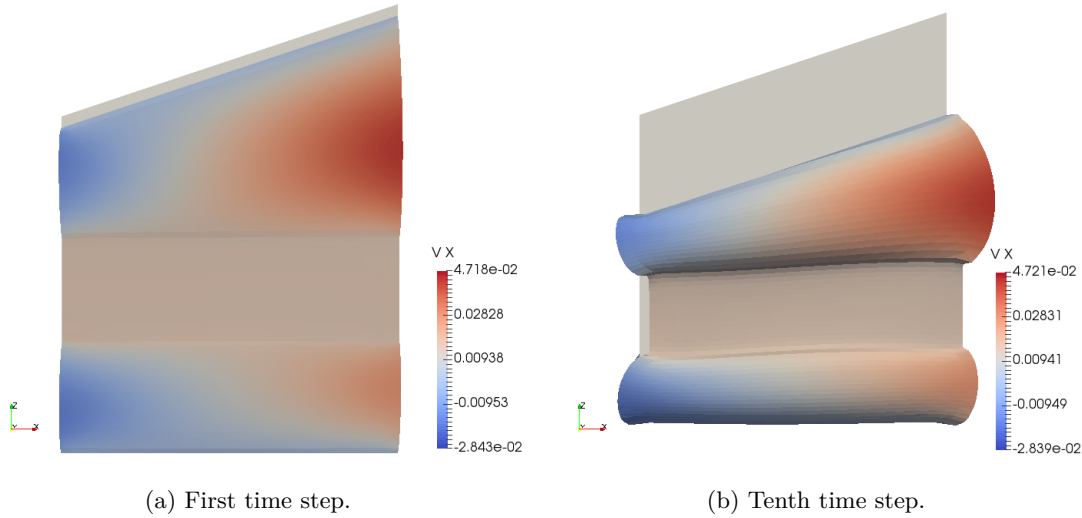 V X
4.718e-02
0.02828
0.00938
-0.00953
-2.843e-02
Z
Y
X
V X
4.721e-02
0.02831
0.00941
-0.00949
-2.839e-02
Z
Y
X
(a) First time step.
(b) Tenth time step.